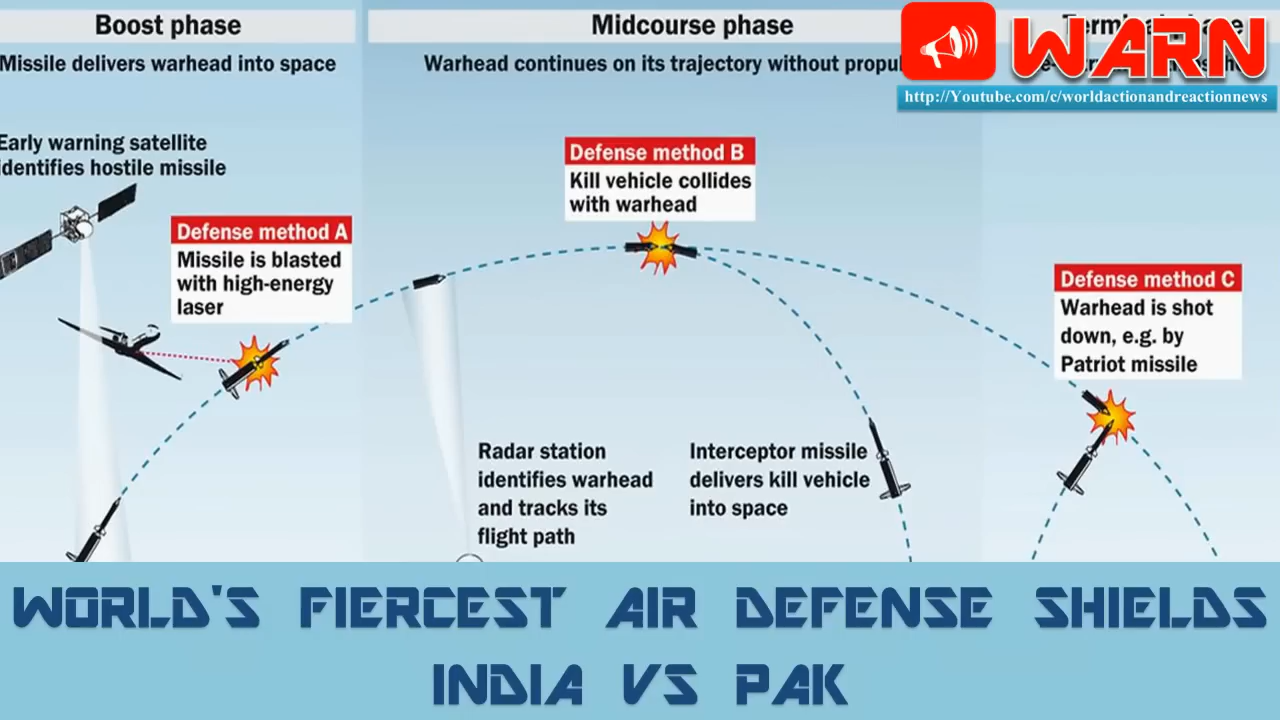 Boost phase
Missile delivers warhead into space
Early warning satellite
identifies hostile missile
Defense method A
Missile is blasted
with high-energy
laser
Midcourse phase
Warhead continues on its trajectory without
Defense method B
Kill vehicle collides
with warhead
Radar station
identifies warhead
and tracks its
flight path
Interceptor missile
delivers kill vehicle
into space
WARN
http://Youtube.com/c/worldactionandreactionnews
Defense method C
Warhead is shot
down, e.g. by
Patriot missile
WORLD'S FIERCEST AIR DEFENSE SHIELDS
INDIA VS PAK